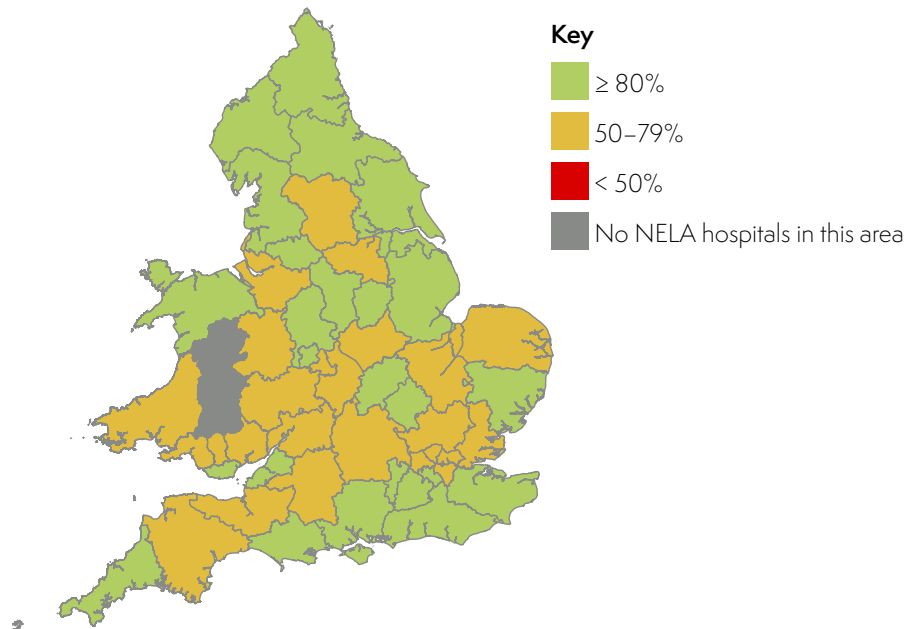 Key
≥ 80%
50–79%
< 50%
No NELA hospitals in this area